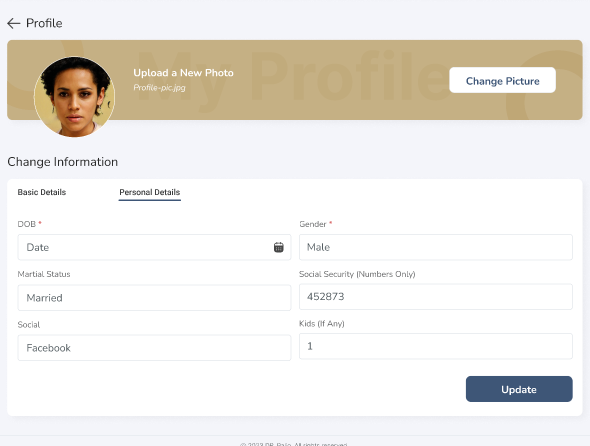 Profile
My Profile
Upload a New Photo
Profile-pic.jpg
Change Picture
Change Information
Basic Details
Personal Details
DOB *
Gender *
Date
Male
Martial Status
Social Security (Numbers Only)
Married
452873
Social
Kids (If Any)
Facebook
1
Update
© 2023 All rights reserved